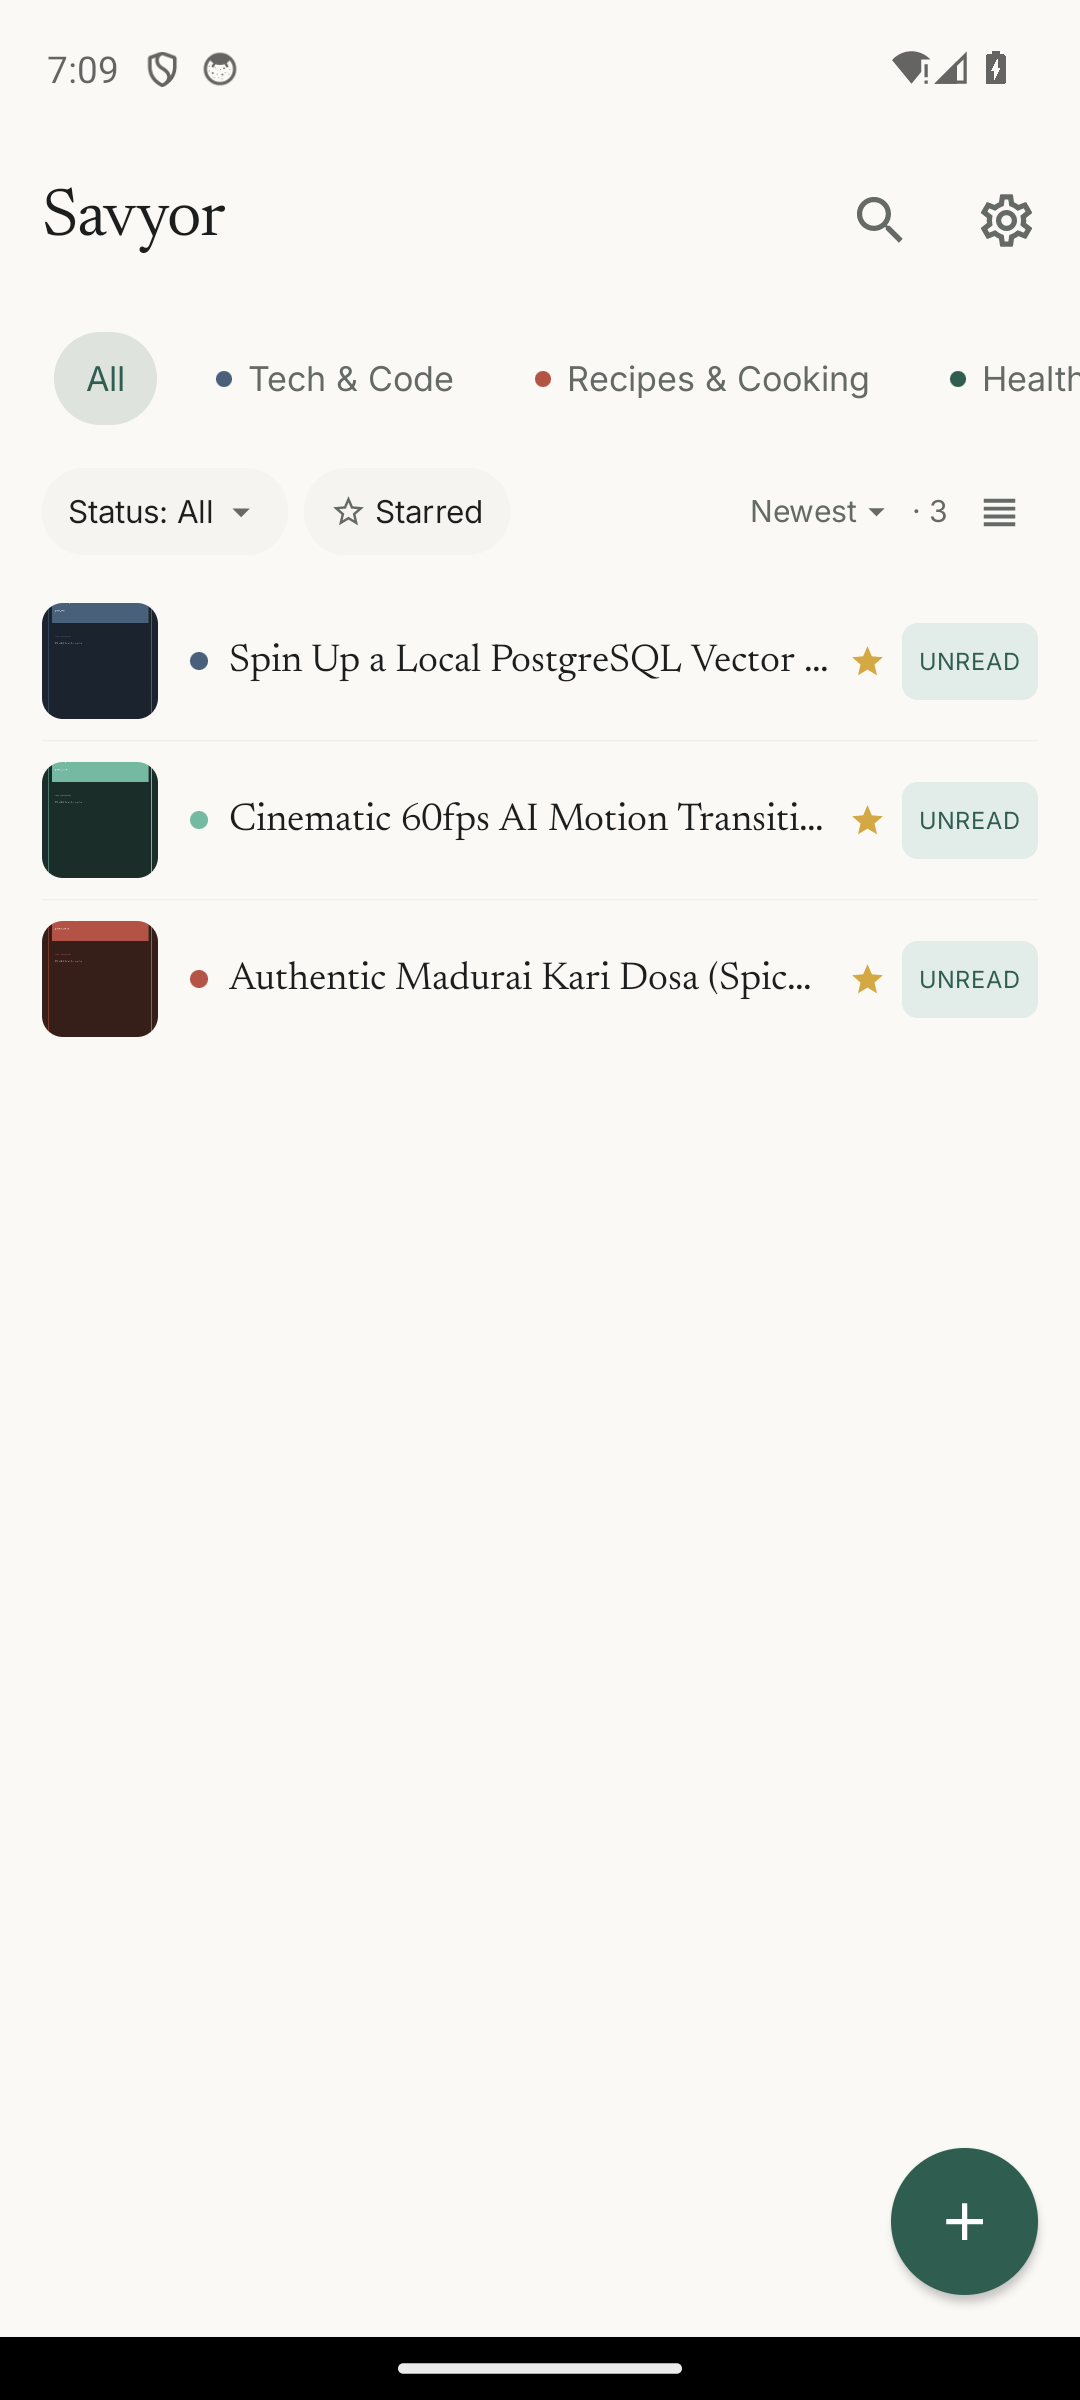 7:09
Savyor
All
Tech & Code
Recipes & Cooking
Health
Status: All
Starred
Newest
· 3
Spin Up a Local PostgreSQL Vector ...
UNREAD
Cinematic 60fps AI Motion Transiti...
UNREAD
Authentic Madurai Kari Dosa (Spic...
UNREAD